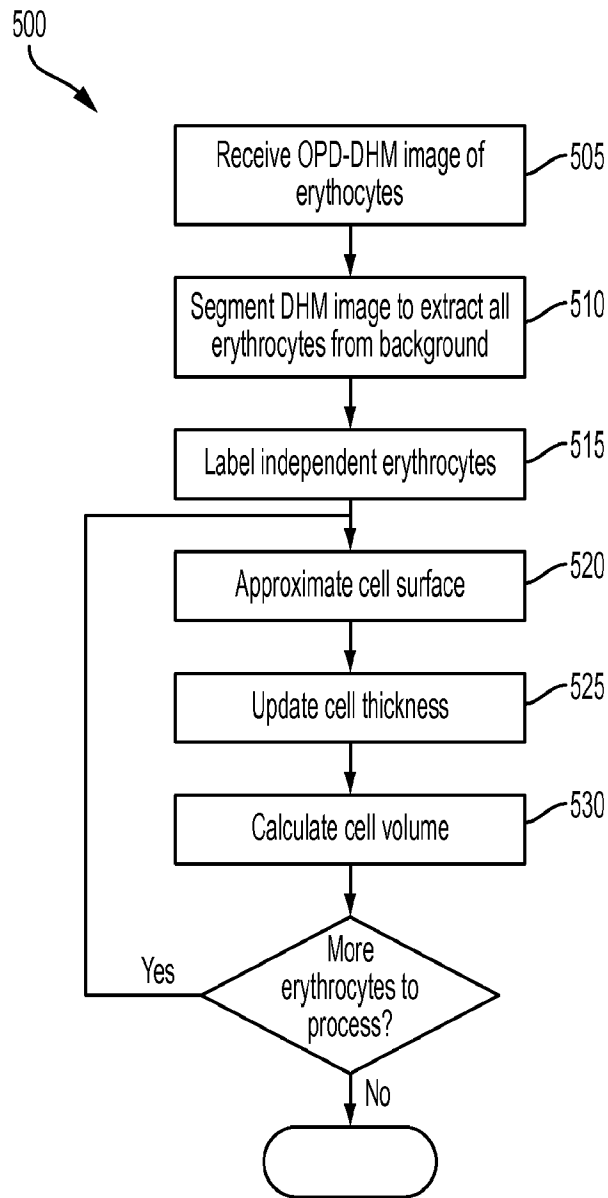 500
Receive OPD-DHM image of
erythocytes
505
Segment DHM image to extract all
erythrocytes from background
510
Label independent erythrocytes
515
Approximate cell surface
520
Update cell thickness
525
Calculate cell volume
530
More
erythrocytes to
process?
Yes
No